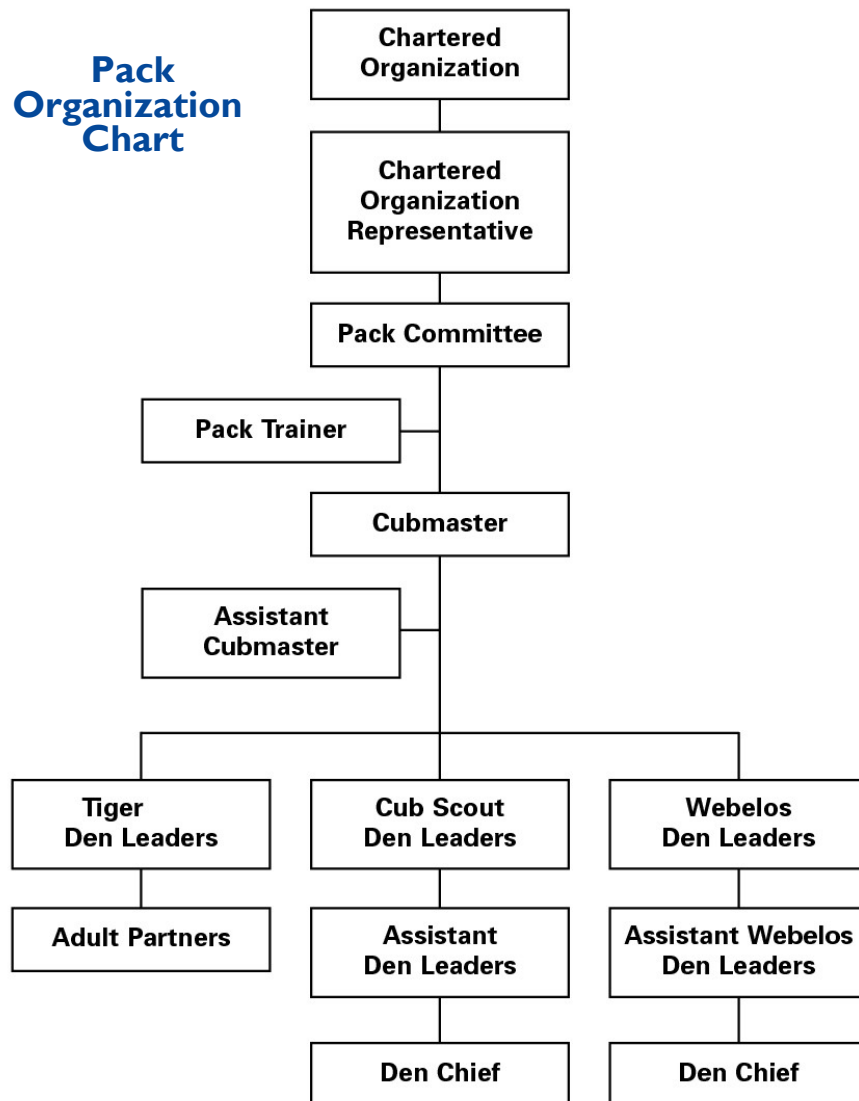 Pack
Organization
Chart
Chartered
Organization
Chartered
Organization
Representative
Pack Committee
Pack Trainer
Cubmaster
Assistant
Cubmaster
Tiger
Den Leaders
Cub Scout
Den Leaders
Webelos
Den Leaders
Adult Partners
Assistant
Den Leaders
Assistant Webelos
Den Leaders
Den Chief
Den Chief